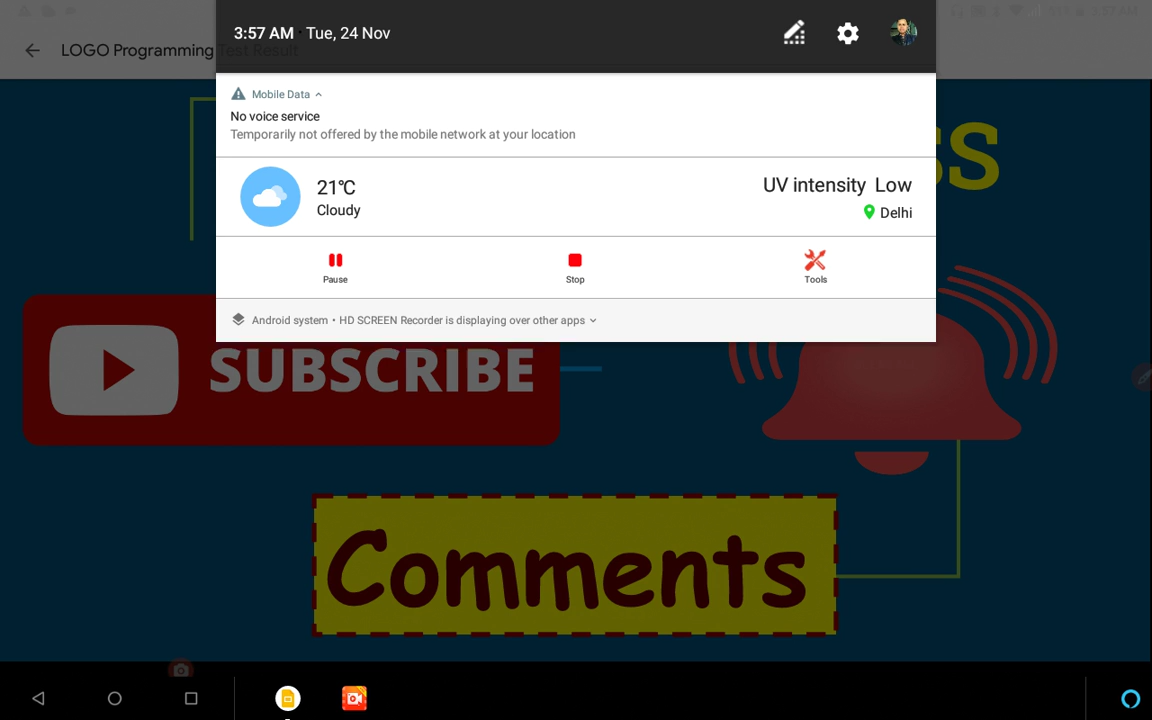 3:57 AM • Tue, 24 Nov
LOGO Programming Test Result
Mobile Data
No voice service
Temporarily not offered by the mobile network at your location
21°C
Cloudy
UV intensity Low
Delhi
Pause
Stop
Tools
Android system • HD SCREEN Recorder is displaying over other apps
SUBSCRIBE
Comments